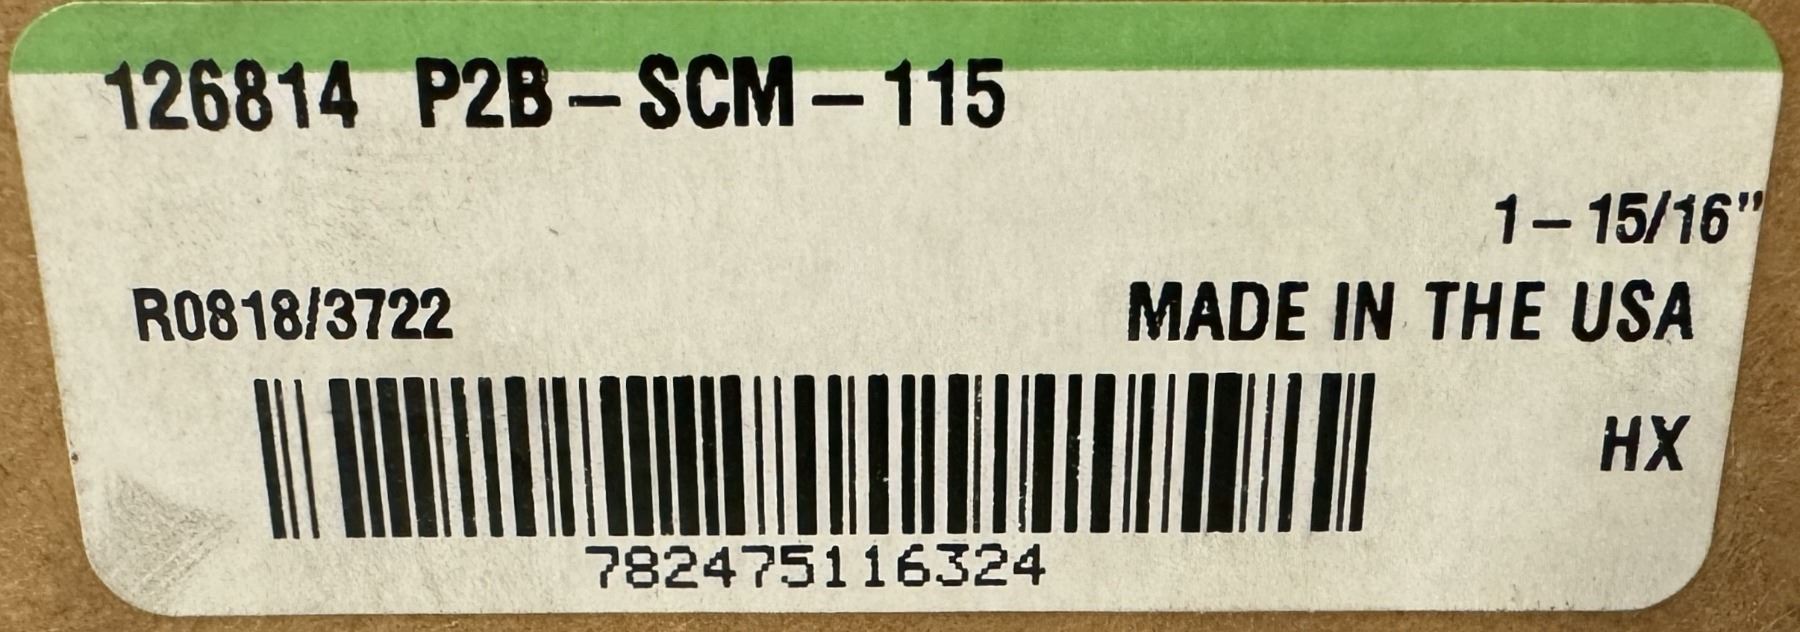 126814 P2B-SCM-115
1-15/16"
R0818/3722
MADE IN THE USA
HX
782475116324